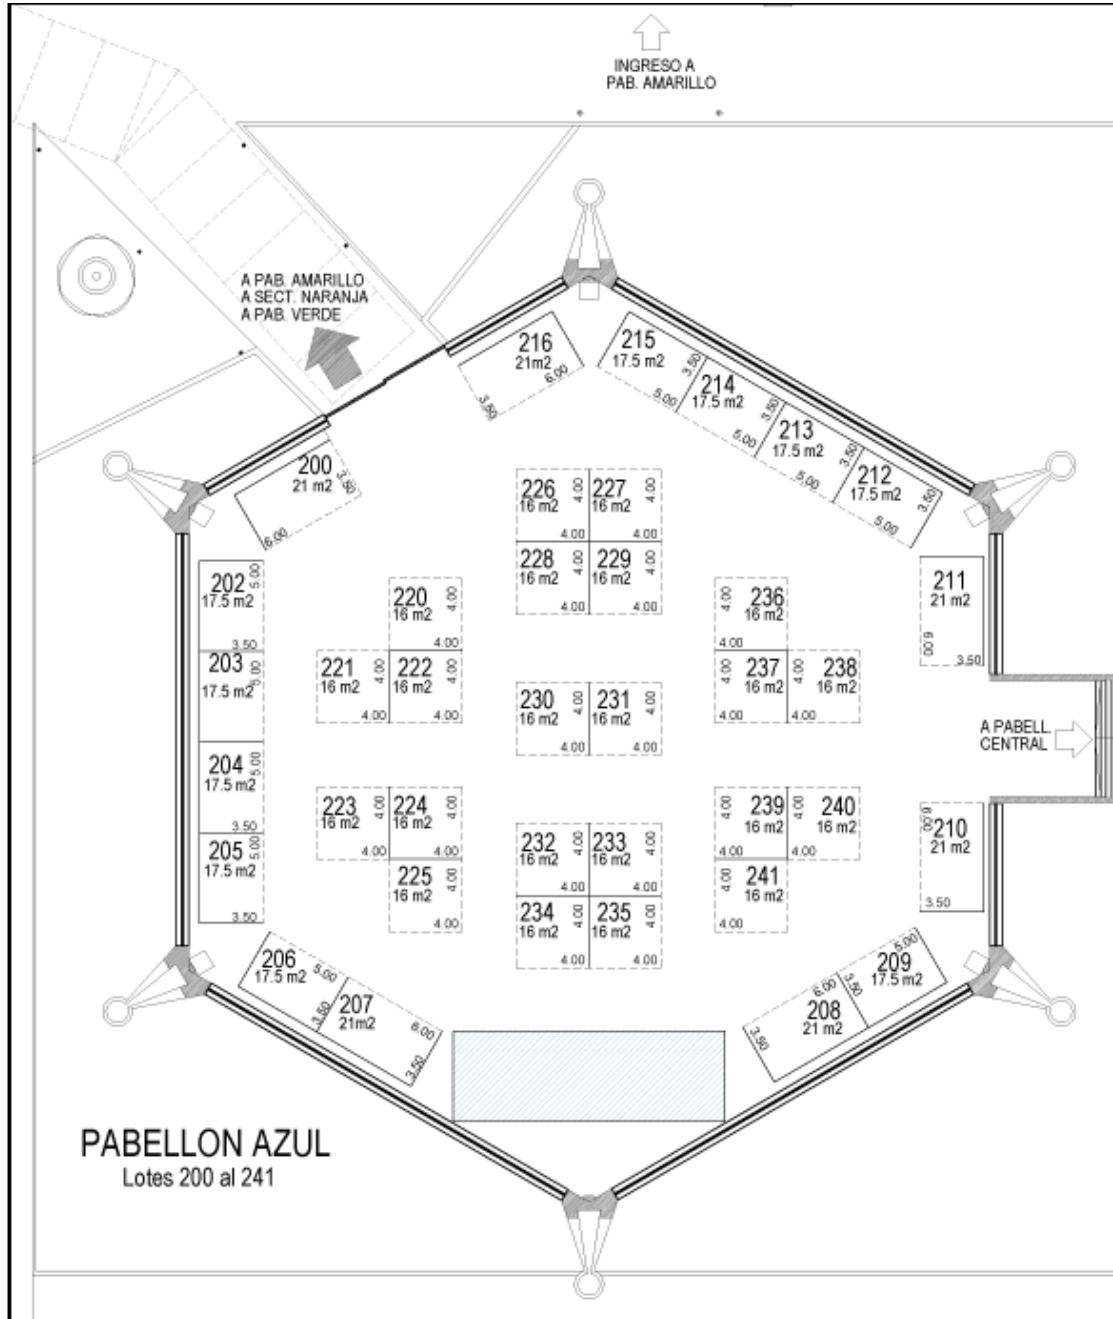 INGRESO A
PAB. AMARILLO
A PAB. AMARILLO
A SECT. NARANJA
A PAB. VERDE
216
21m2
6.00
3.50
215
17.5 m2
3.50
5.00
214
17.5 m2
3.50
5.00
213
17.5 m2
3.50
5.00
212
17.5 m2
3.50
5.00
200
21 m2
3.50
6.00
226
16 m2
4.00
4.00
227
16 m2
4.00
4.00
228
16 m2
4.00
4.00
229
16 m2
4.00
4.00
202
17.5 m2
5.00
3.50
203
17.5 m2
5.00
204
17.5 m2
5.00
3.50
205
17.5 m2
5.00
3.50
220
16 m2
4.00
4.00
221
16 m2
4.00
4.00
222
16 m2
4.00
4.00
230
16 m2
4.00
4.00
231
16 m2
4.00
4.00
236
16 m2
4.00
4.00
237
16 m2
4.00
4.00
238
16 m2
4.00
4.00
211
21 m2
6.00
3.50
A PABELL.
CENTRAL
223
16 m2
4.00
4.00
224
16 m2
4.00
4.00
225
16 m2
4.00
4.00
232
16 m2
4.00
4.00
233
16 m2
4.00
4.00
234
16 m2
4.00
4.00
235
16 m2
4.00
4.00
239
16 m2
4.00
4.00
240
16 m2
4.00
4.00
241
16 m2
4.00
4.00
210
21 m2
6.00
3.50
206
17.5 m2
5.00
3.50
207
21m2
6.00
3.50
208
21 m2
6.00
3.50
209
17.5 m2
5.00
3.50
PABELLON AZUL
Lotes 200 al 241